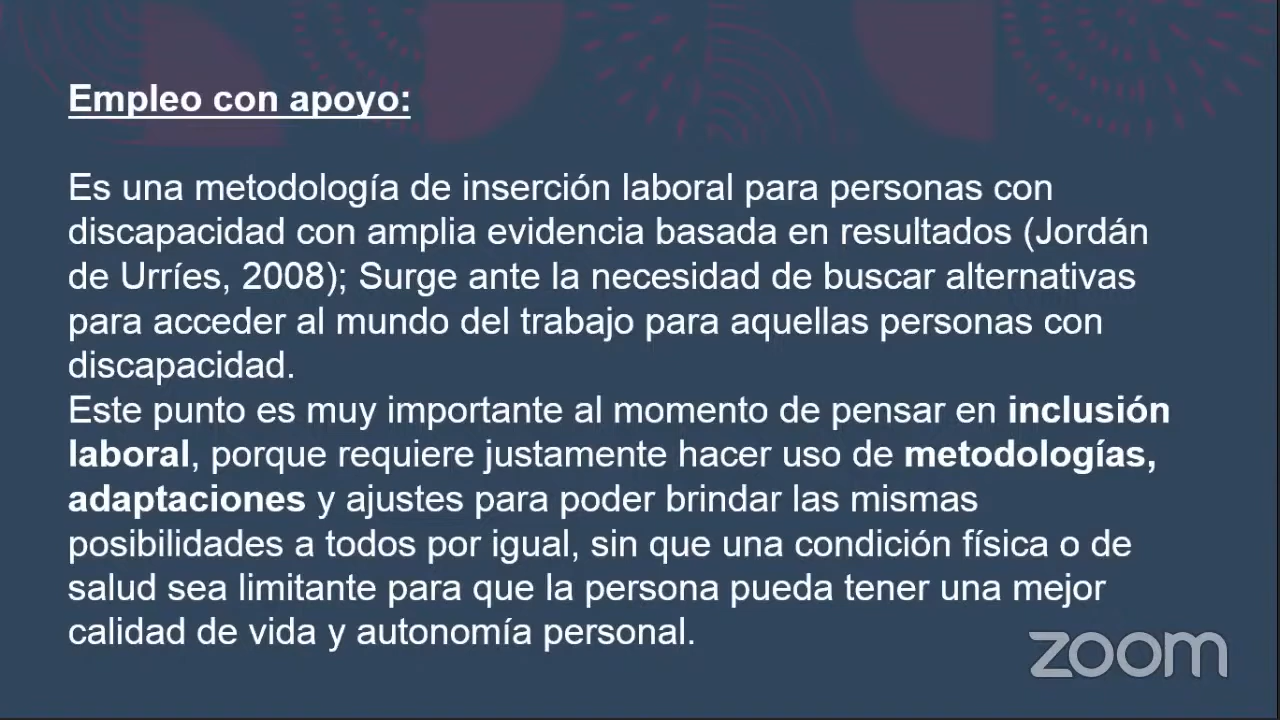 Empleo con apoyo:
Es una metodología de inserción laboral para personas con
discapacidad con amplia evidencia basada en resultados (Jordán
de Urríes, 2008); Surge ante la necesidad de buscar alternativas
para acceder al mundo del trabajo para aquellas personas con
discapacidad.
Este punto es muy importante al momento de pensar en inclusión
laboral, porque requiere justamente hacer uso de metodologías,
adaptaciones y ajustes para poder brindar las mismas
posibilidades a todos por igual, sin que una condición física o de
salud sea limitante para que la persona pueda tener una mejor
calidad de vida y autonomía personal.
zoom